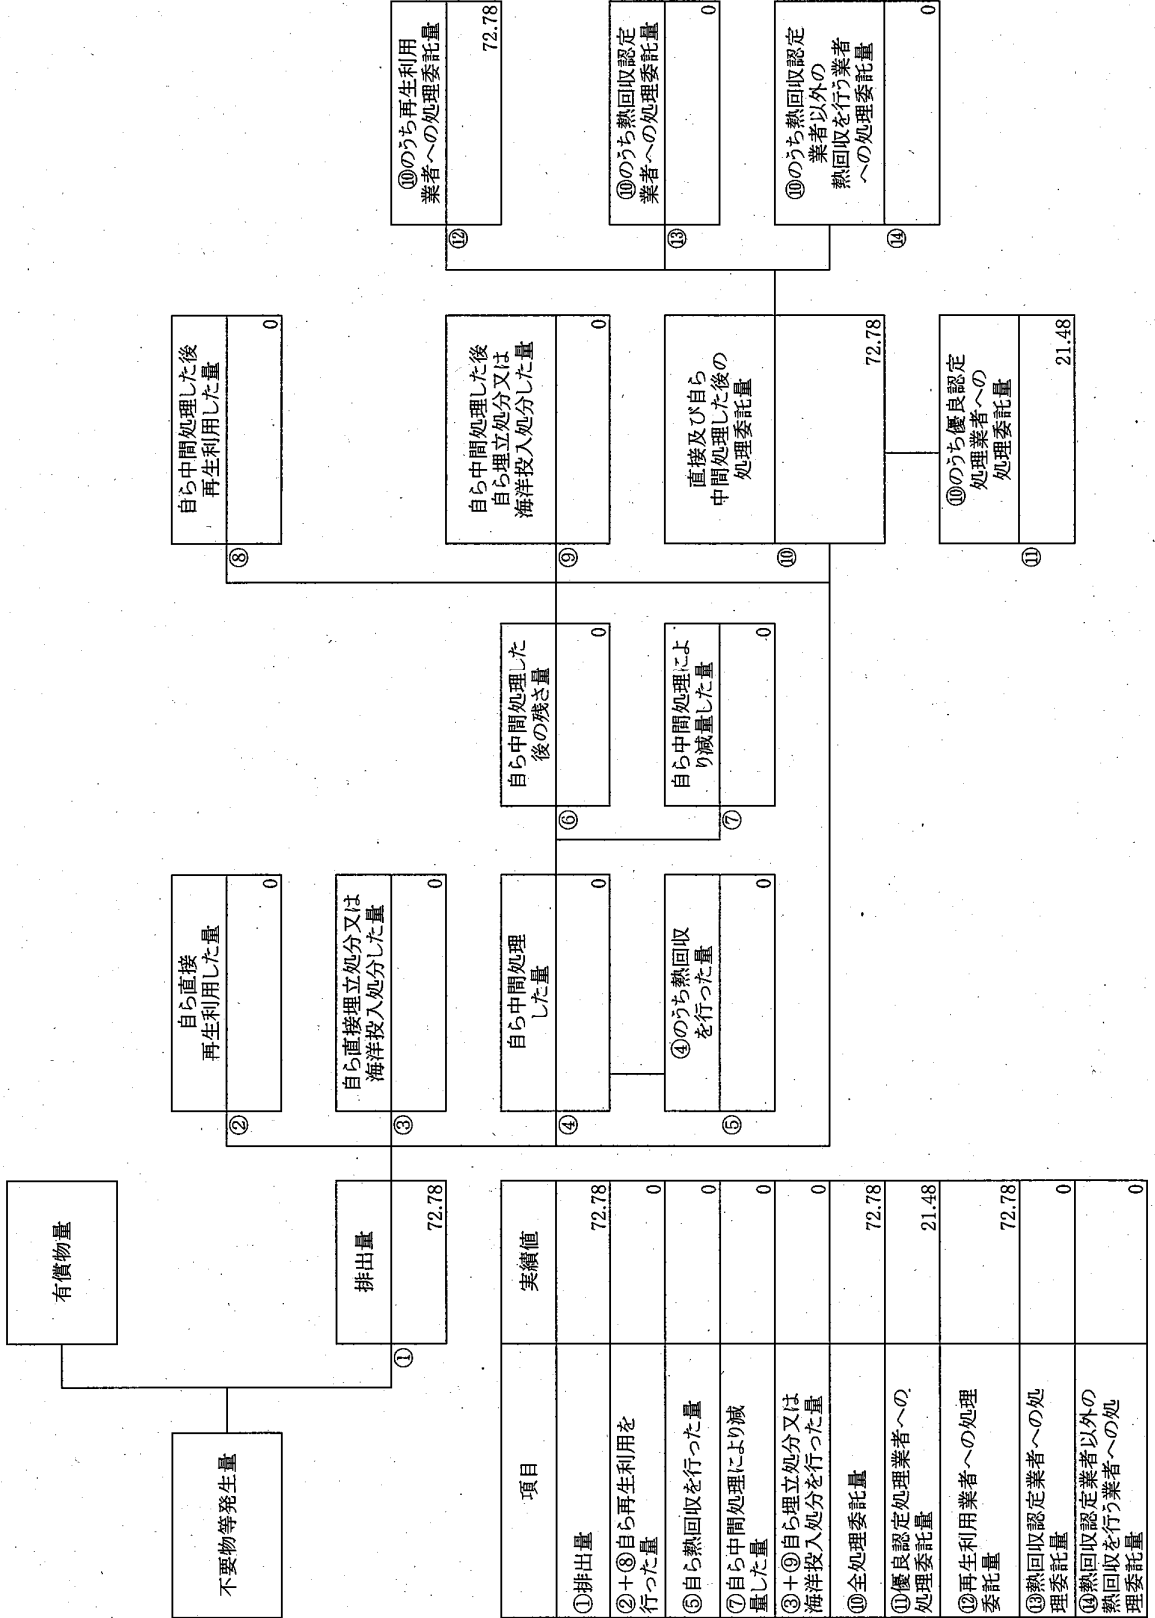 不要物等発生量
有償物量
排出量
①
72.78
自ら直接
再生利用した量
②
0
自ら直接埋立処分又は
海洋投入処分した量
③
0
自ら中間処理
した量
④
0
④のうち熱回収
を行った量
⑤
0
自ら中間処理した
後の残さ量
⑥
0
自ら中間処理によ
り減量した量
⑦
0
自ら中間処理した後
再生利用した量
⑧
0
自ら中間処理した後
自ら埋立処分又は
海洋投入処分した量
⑨
0
直接及び自ら
中間処理した後の
処理委託量
⑩
72.78
⑩のうち優良認定
処理業者への
処理委託量
⑪
21.48
⑩のうち再生利用
業者への処理委託量
⑫
72.78
⑩のうち熱回収認定
業者への処理委託量
⑬
0
⑩のうち熱回収認定
業者以外の
熱回収を行う業者
への処理委託量
⑭
0
項目 実績値
①排出量 72.78
②+⑧自ら再生利用を
行った量 0
⑤自ら熱回収を行った量 0
⑦自ら中間処理により減
量した量 0
③+⑨自ら埋立処分又は
海洋投入処分を行った量 0
⑩全処理委託量 72.78
⑪優良認定処理業者への
処理委託量 21.48
⑫再生利用業者への処理
委託量 72.78
⑬熱回収認定業者への処
理委託量 0
⑭熱回収認定業者以外の
熱回収を行う業者への処
理委託量 0